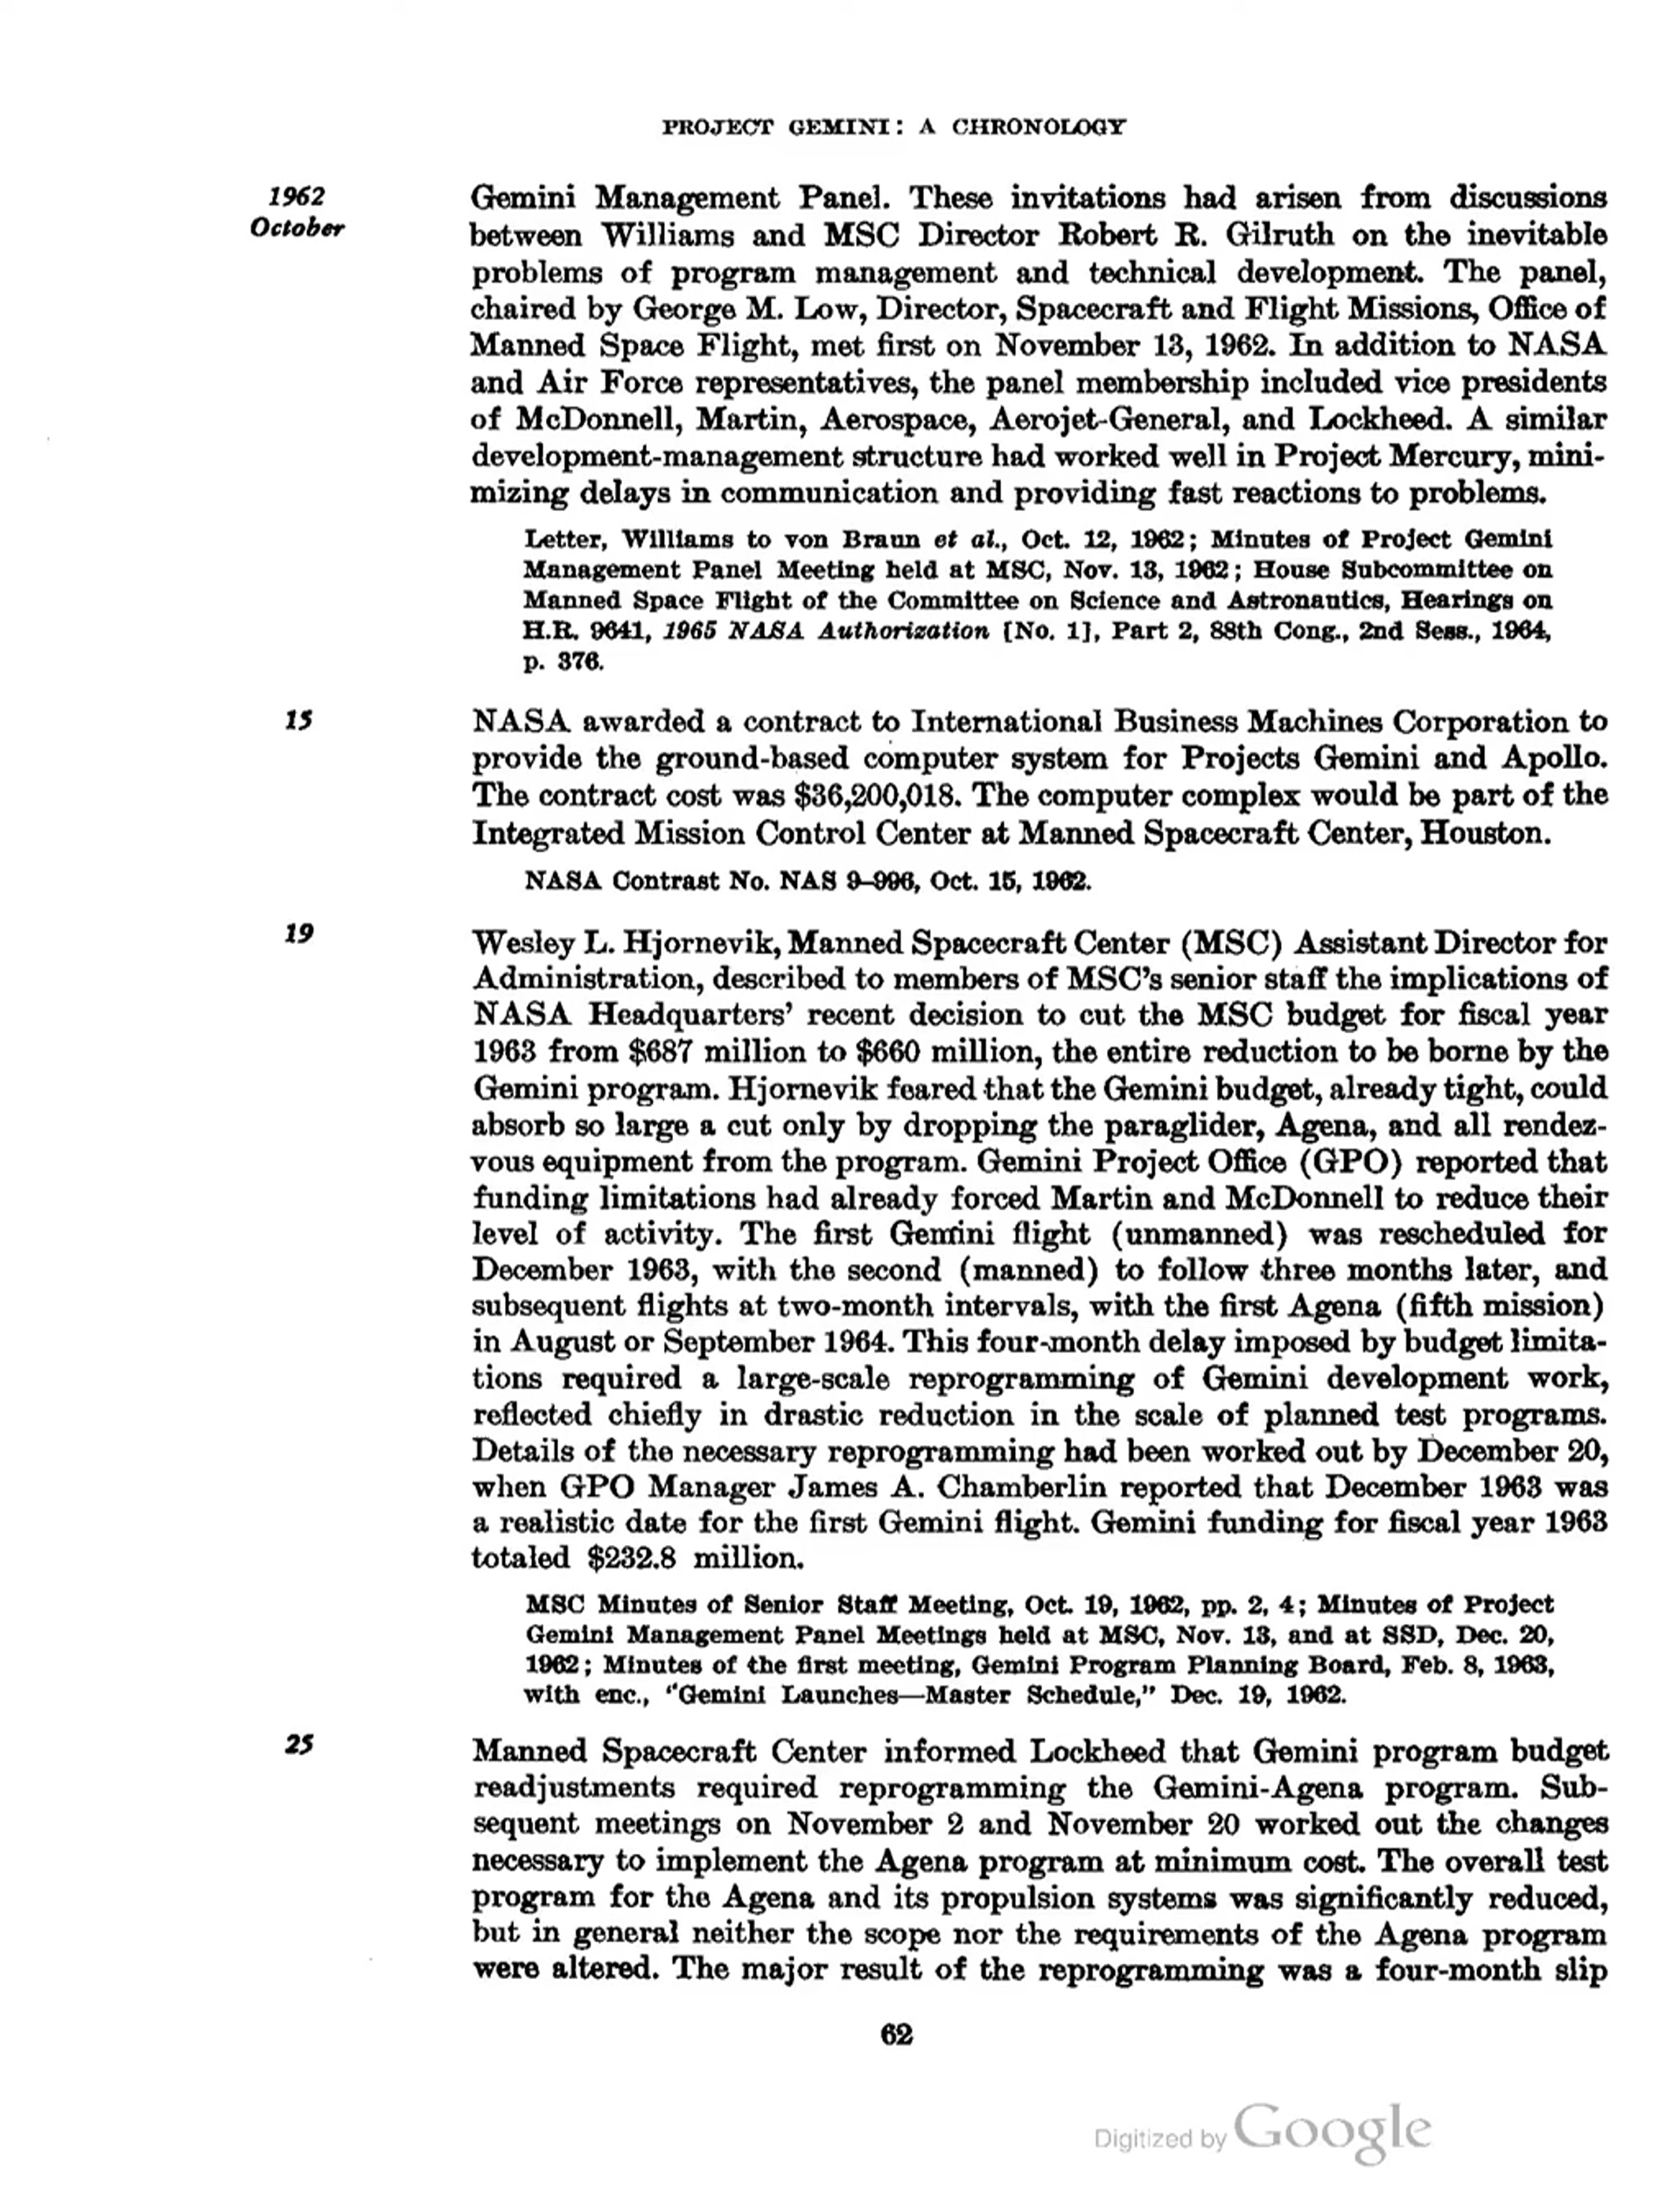 PROJECT GEMINI: A CHRONOLOGY
1962
October
Gemini Management Panel. These invitations had arisen from discussions
between Williams and MSC Director Robert R. Gilruth on the inevitable
problems of program management and technical development. The panel,
chaired by George M. Low, Director, Spacecraft and Flight Missions, Office of
Manned Space Flight, met first on November 13, 1962. In addition to NASA
and Air Force representatives, the panel membership included vice presidents
of McDonnell, Martin, Aerospace, Aerojet-General, and Lockheed. A similar
development-management structure had worked well in Project Mercury, mini-
mizing delays in communication and providing fast reactions to problems.
Letter, Williams to von Braun et al., Oct. 12, 1962; Minutes of Project Gemini
Management Panel Meeting held at MSC, Nov. 13, 1962; House Subcommittee on
Manned Space Flight of the Committee on Science and Astronautics, Hearings on
H.R. 9641, 1965 NASA Authorization [No. 1], Part 2, 88th Cong., 2nd Sess., 1964,
p. 376.
15
NASA awarded a contract to International Business Machines Corporation to
provide the ground-based computer system for Projects Gemini and Apollo.
The contract cost was $36,200,018. The computer complex would be part of the
Integrated Mission Control Center at Manned Spacecraft Center, Houston.
NASA Contrast No. NAS 9–996, Oct. 15, 1962.
19
Wesley L. Hjornevik, Manned Spacecraft Center (MSC) Assistant Director for
Administration, described to members of MSC's senior staff the implications of
NASA Headquarters' recent decision to cut the MSC budget for fiscal year
1963 from $687 million to $660 million, the entire reduction to be borne by the
Gemini program. Hjornevik feared that the Gemini budget, already tight, could
absorb so large a cut only by dropping the paraglider, Agena, and all rendez-
vous equipment from the program. Gemini Project Office (GPO) reported that
funding limitations had already forced Martin and McDonnell to reduce their
level of activity. The first Gemini flight (unmanned) was rescheduled for
December 1963, with the second (manned) to follow three months later, and
subsequent flights at two-month intervals, with the first Agena (fifth mission)
in August or September 1964. This four-month delay imposed by budget limita-
tions required a large-scale reprogramming of Gemini development work,
reflected chiefly in drastic reduction in the scale of planned test programs.
Details of the necessary reprogramming had been worked out by December 20,
when GPO Manager James A. Chamberlin reported that December 1963 was
a realistic date for the first Gemini flight. Gemini funding for fiscal year 1963
totaled $232.8 million.
MSC Minutes of Senior Staff Meeting, Oct. 19, 1962, pp. 2, 4; Minutes of Project
Gemini Management Panel Meetings held at MSC, Nov. 13, and at SSD, Dec. 20,
1962; Minutes of the first meeting, Gemini Program Planning Board, Feb. 8, 1963,
with enc., "Gemini Launches—Master Schedule," Dec. 19, 1962.
25
Manned Spacecraft Center informed Lockheed that Gemini program budget
readjustments required reprogramming the Gemini-Agena program. Sub-
sequent meetings on November 2 and November 20 worked out the changes
necessary to implement the Agena program at minimum cost. The overall test
program for the Agena and its propulsion systems was significantly reduced,
but in general neither the scope nor the requirements of the Agena program
were altered. The major result of the reprogramming was a four-month slip
62
Digitized by Google